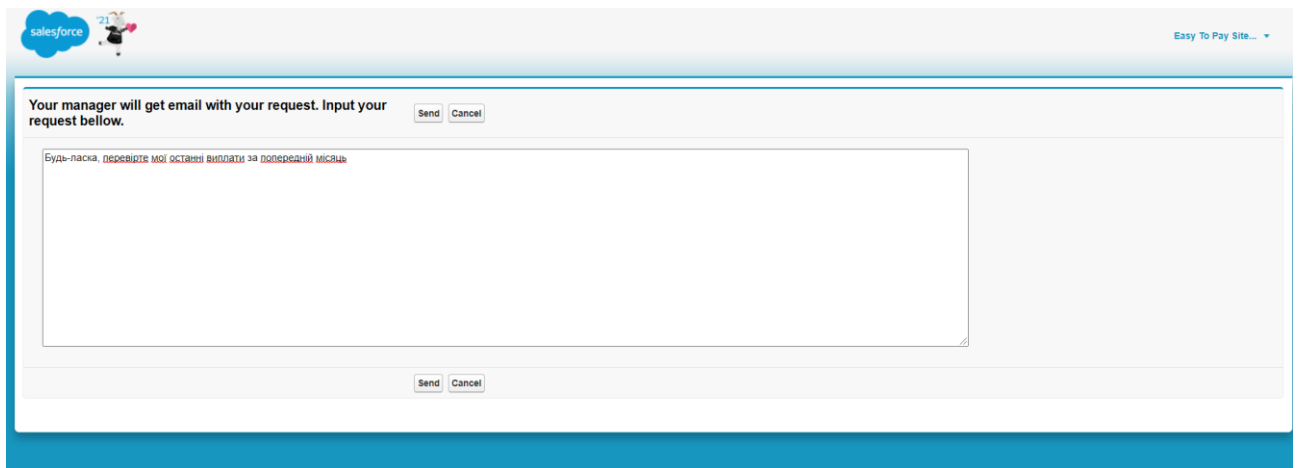 salesforce
'21
Easy To Pay Site...
Your manager will get email with your request. Input your
request bellow.
Send Cancel
Будь-ласка, перевірте мої останні виплати за попередній місяць
Send Cancel